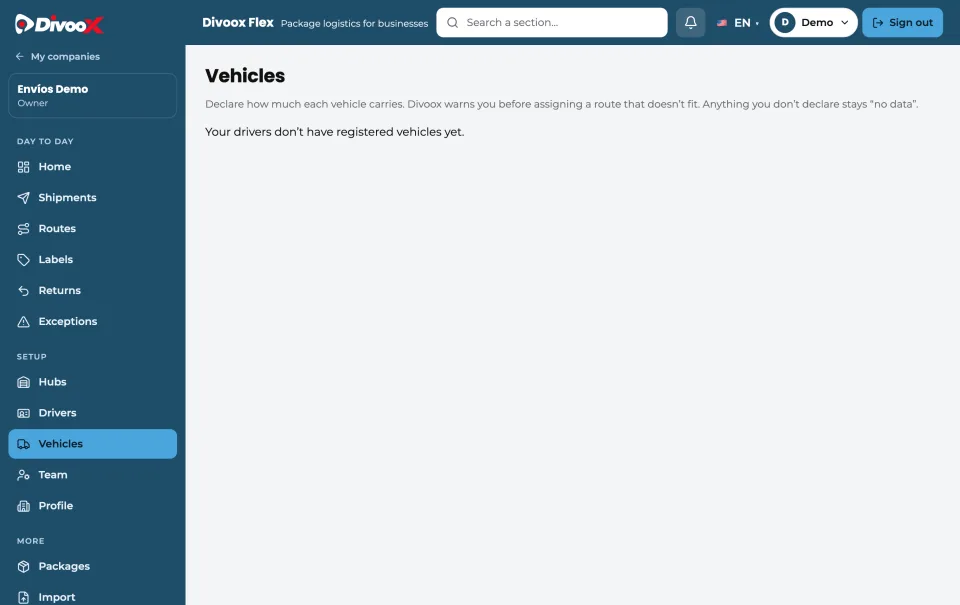 DivooX
Divoox Flex Package logistics for businesses
Search a section...
EN
D Demo
Sign out
My companies
Envíos Demo
Owner
DAY TO DAY
Home
Shipments
Routes
Labels
Returns
Exceptions
SETUP
Hubs
Drivers
Vehicles
Team
Profile
MORE
Packages
Import
Vehicles
Declare how much each vehicle carries. Divoox warns you before assigning a route that doesn’t fit. Anything you don’t declare stays “no data”.
Your drivers don’t have registered vehicles yet.